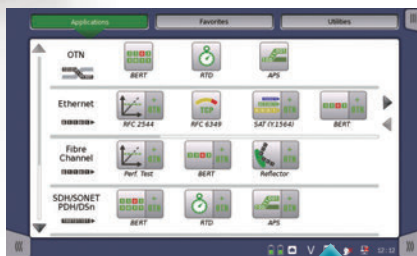 Applications Favorites Utilities
OTN
BERT RTD APS
Ethernet
RFC 2544 RFC 6349 SAT (Y.1564) BERT
TCP
Fibre
Channel
Perf. Test BERT Reflector
SDH/SONET
PDH/DSn
BERT RTD APS
12:12